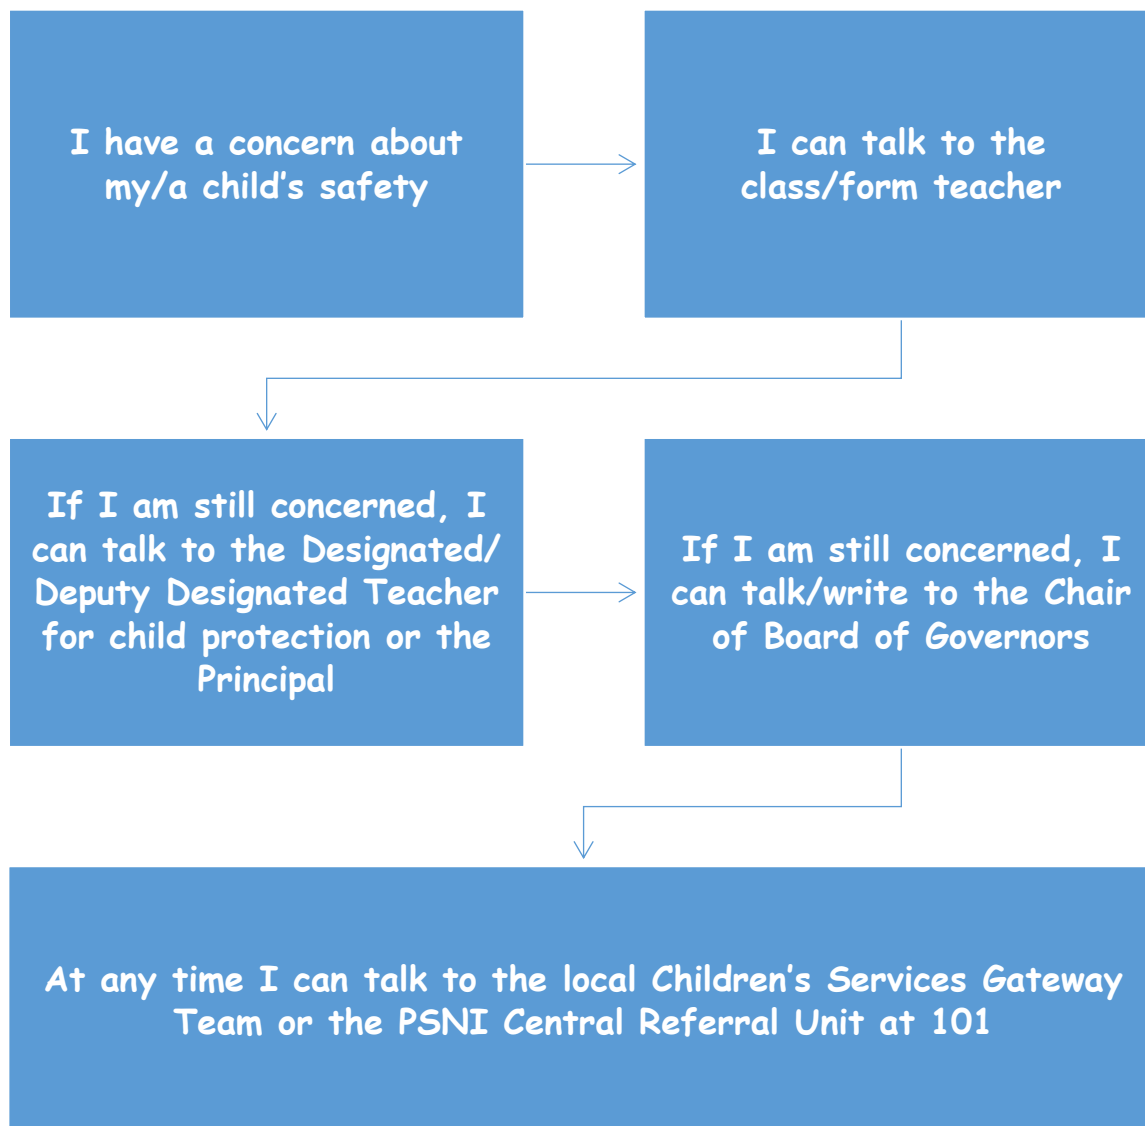 I have a concern about
my/a child's safety
I can talk to the
class/form teacher
If I am still concerned, I
can talk to the Designated/
Deputy Designated Teacher
for child protection or the
Principal
If I am still concerned, I
can talk/write to the Chair
of Board of Governors
At any time I can talk to the local Children’s Services Gateway
Team or the PSNI Central Referral Unit at 101